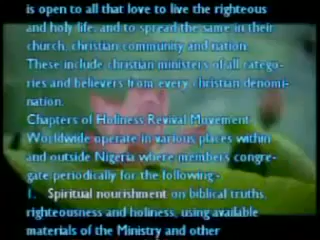 is open to all that love to live the righteous
and holy life, and to spread the same in their
church, christian community and nation.
These include christian ministers of all catego-
ries and believers from every christian denomi-
nation.
Chapters of Holiness Revival Movement
Worldwide operate in various places within
and outside Nigeria where members congre-
gate periodically for the following:-
1. Spiritual nourishment on biblical truths,
righteousness and holiness, using available
materials of the Ministry and other